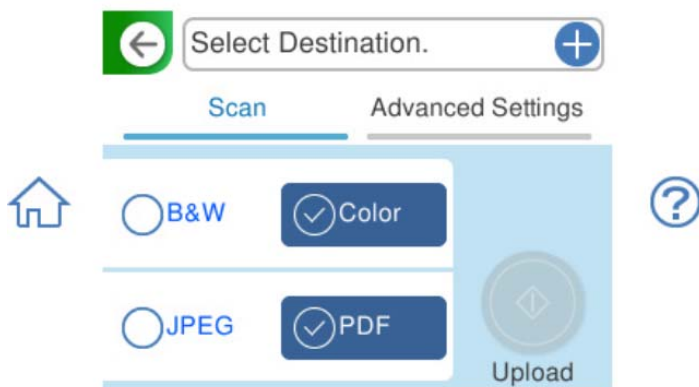 Select Destination.
Scan Advanced Settings
B&W Color
JPEG PDF
Upload